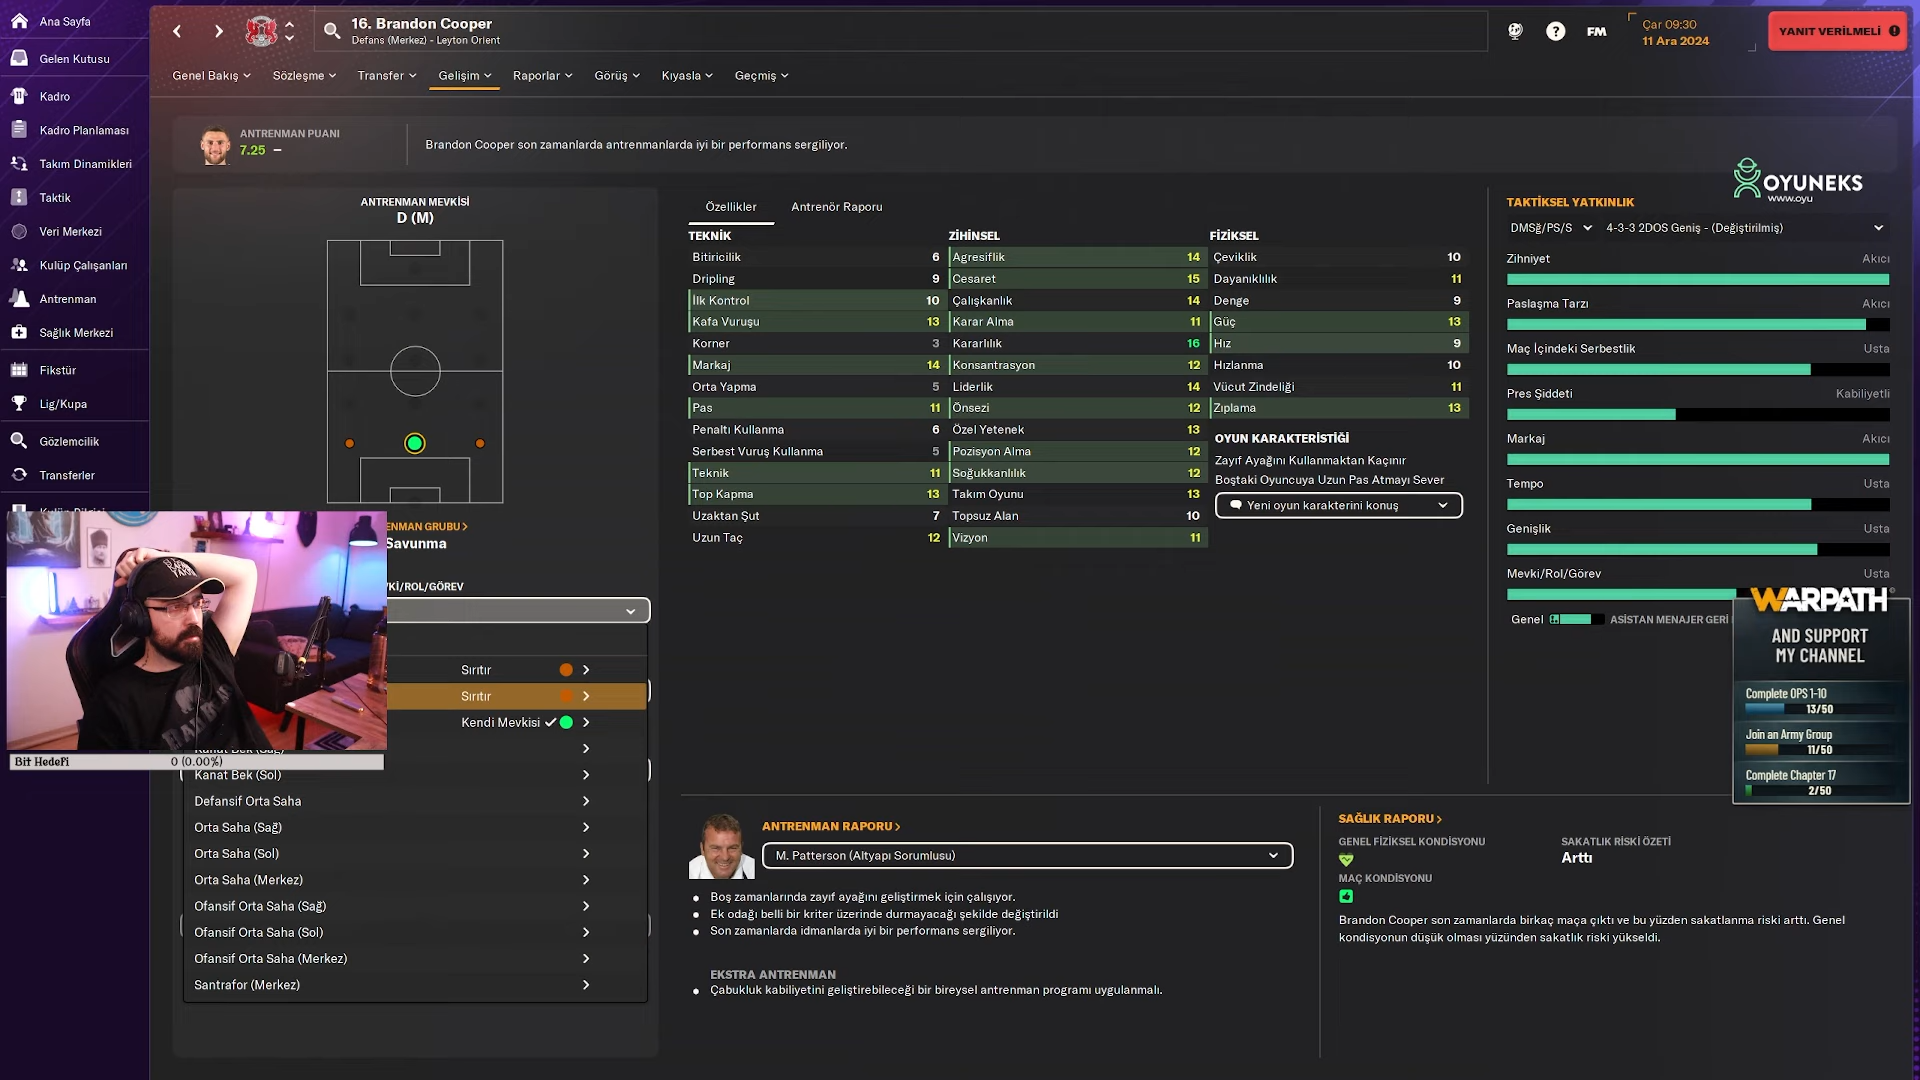 Ana Sayfa
Gelen Kutusu
Kadro
Kadro Planlaması
Takım Dinamikleri
Taktik
Veri Merkezi
Kulüp Çalışanları
Antrenman
Sağlık Merkezi
Fikstür
Lig/Kupa
Gözlemcilik
Transferler
16. Brandon Cooper
Defans (Merkez) - Leyton Orient
FM
Çar 09:30
11 Ara 2024
YANIT VERİLMELİ
Genel Bakış
Sözleşme
Transfer
Gelişim
Raporlar
Görüş
Kıyasla
Geçmiş
ANTRENMAN PUANI
7.25 –
Brandon Cooper son zamanlarda antrenmanlarda iyi bir performans sergiliyor.
OYUNEKS
www.oyu
ANTRENMAN MEVKİSİ
D (M)
ENMAN GRUBU
Savunma
Kİ/ROL/GÖREV
Sırıtır
Sırıtır
Kendi Mevkisi
Kanat Bek (Sağ)
Kanat Bek (Sol)
Defansif Orta Saha
Orta Saha (Sağ)
Orta Saha (Sol)
Orta Saha (Merkez)
Ofansif Orta Saha (Sağ)
Ofansif Orta Saha (Sol)
Ofansif Orta Saha (Merkez)
Santrafor (Merkez)
Bit Hedefi 0 (0.00%)
Özellikler
Antrenör Raporu
TEKNİK
Bitiricilik 6
Dripling 9
İlk Kontrol 10
Kafa Vuruşu 13
Korner 3
Markaj 14
Orta Yapma 5
Pas 11
Penaltı Kullanma 6
Serbest Vuruş Kullanma 5
Teknik 11
Top Kapma 13
Uzaktan Şut 7
Uzun Taç 12
ZİHİNSEL
Agresiflik 14
Cesaret 15
Çalışkanlık 14
Karar Alma 11
Kararlılık 16
Konsantrasyon 12
Liderlik 14
Önsezi 12
Özel Yetenek 13
Pozisyon Alma 12
Soğukkanlılık 12
Takım Oyunu 13
Topsuz Alan 10
Vizyon 11
FİZİKSEL
Çeviklik 10
Dayanıklılık 11
Denge 9
Güç 13
Hız 9
Hızlanma 10
Vücut Zindeliği 11
Zıplama 13
OYUN KARAKTERİSTİĞİ
Zayıf Ayağını Kullanmaktan Kaçınır
Boştaki Oyuncuya Uzun Pas Atmayı Sever
Yeni oyun karakterini konuş
TAKTİKSEL YATKINLIK
DMSğ/PS/S
4-3-3 2DOS Geniş - (Değiştirilmiş)
Zihniyet Akıcı
Paslaşma Tarzı Akıcı
Maç İçindeki Serbestlik Usta
Pres Şiddeti Kabiliyetli
Markaj Akıcı
Tempo Usta
Genişlik Usta
Mevki/Rol/Görev Usta
Genel
ASİSTAN MENAJER GERİ
WARPATH
AND SUPPORT
MY CHANNEL
Complete OPS 1-10
13/50
Join an Army Group
11/50
Complete Chapter 17
2/50
ANTRENMAN RAPORU
M. Patterson (Altyapı Sorumlusu)
Boş zamanlarında zayıf ayağını geliştirmek için çalışıyor.
Ek odağı belli bir kriter üzerinde durmayacağı şekilde değiştirildi
Son zamanlarda idmanlarda iyi bir performans sergiliyor.
EKSTRA ANTRENMAN
Çabukluk kabiliyetini geliştirebileceği bir bireysel antrenman programı uygulanmalı.
SAĞLIK RAPORU
GENEL FİZİKSEL KONDİSYONU
SAKATLIK RİSKİ ÖZETİ
Arttı
MAÇ KONDİSYONU
Brandon Cooper son zamanlarda birkaç maça çıktı ve bu yüzden sakatlanma riski arttı. Genel
kondisyonun düşük olması yüzünden sakatlık riski yükseldi.